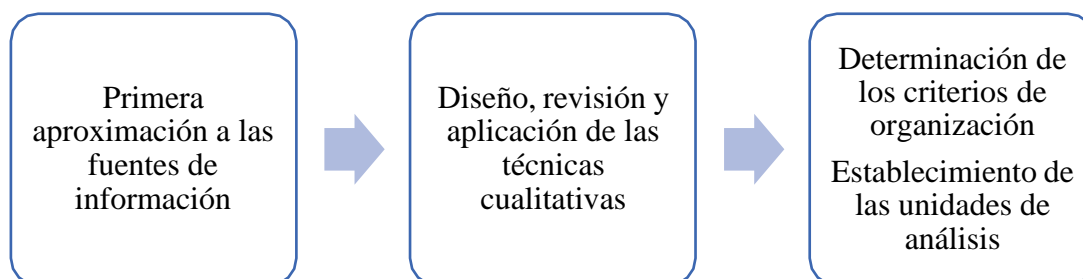 Primera
aproximación a las
fuentes de
información
Diseño, revisión y
aplicación de las
técnicas
cualitativas
Determinación de
los criterios de
organización
Establecimiento de
las unidades de
análisis